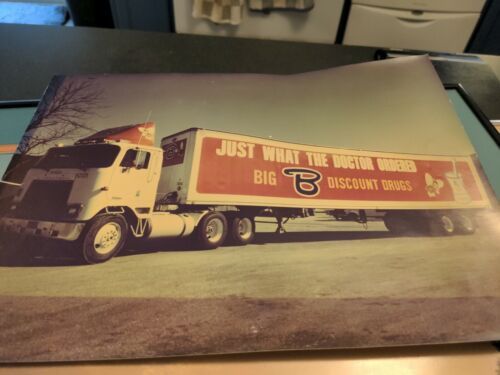 JUST WHAT THE DOCTOR ORDERED
BIG B DISCOUNT DRUGS